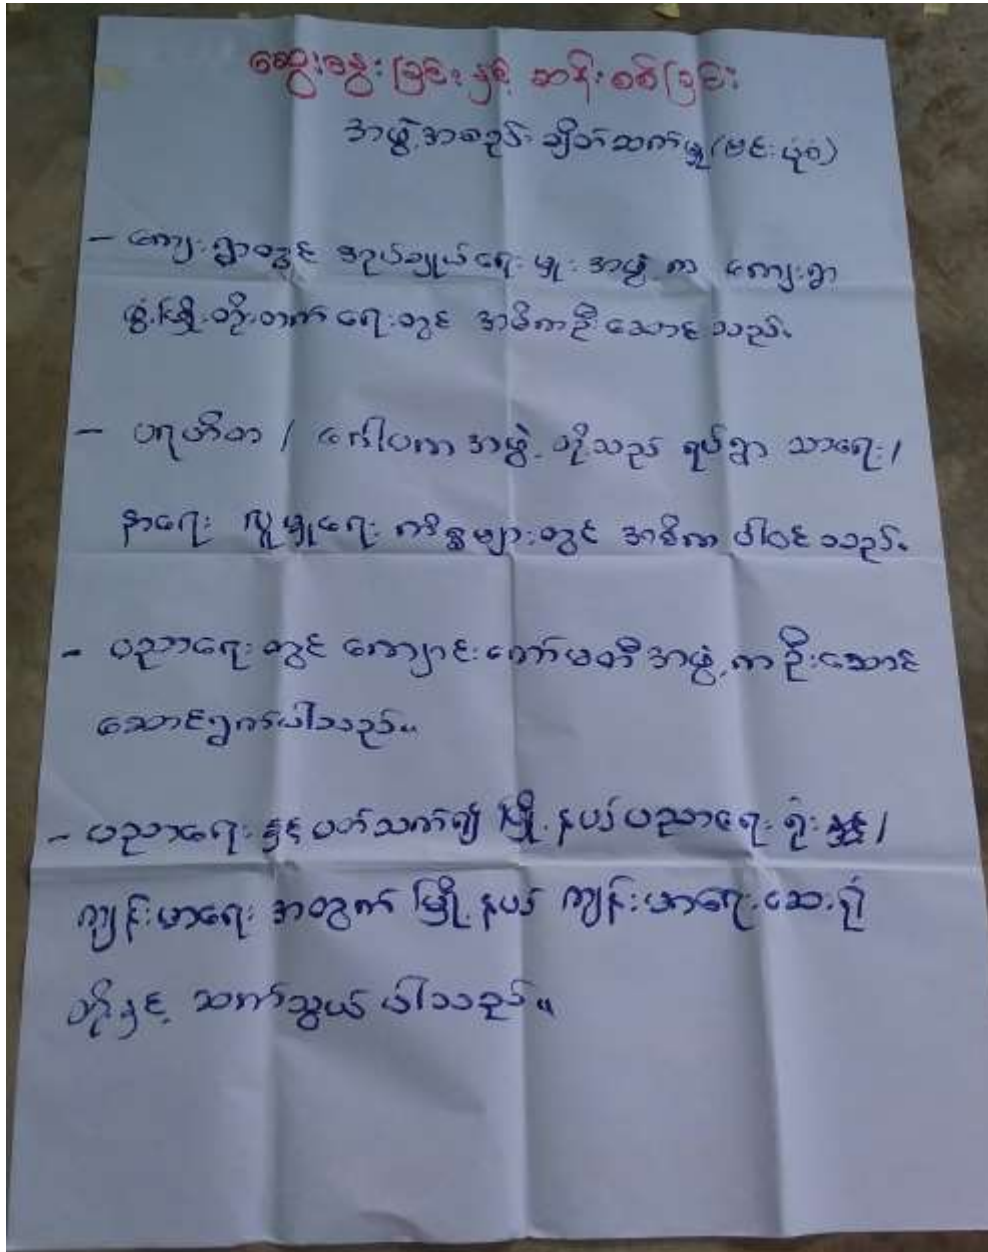 ဆွေးနွေးခြင်းနှင့် ဆန်းစစ်ခြင်း
အဖွဲ့အစည်းချိတ်ဆက်မှု(ဗင်းပုံစံ)
– ကျေးရွာတွင် အုပ်ချုပ်ရေးမှူးအဖွဲ့က ကျေးရွာ
ဖွံ့ဖြိုးတိုးတက်ရေးတွင် အဓိကဦးဆောင်သည်။
– ပရဟိတ / ဂေါပကအဖွဲ့တို့သည် ရပ်ရွာ သာရေး /
နာရေး လူမှုရေး ကိစ္စများတွင် အဓိက ပါဝင်သည်။
– ပညာရေးတွင် ကျောင်းကော်မတီအဖွဲ့က ဦးဆောင်
ဆောင်ရွက်ပါသည်။
– ပညာရေးနှင့်ပတ်သက်၍ မြို့နယ်ပညာရေးရုံး /
ကျန်းမာရေးအတွက် မြို့နယ် ကျန်းမာရေးဆေးရုံ
တို့နှင့် ဆက်သွယ်ပါသည်။